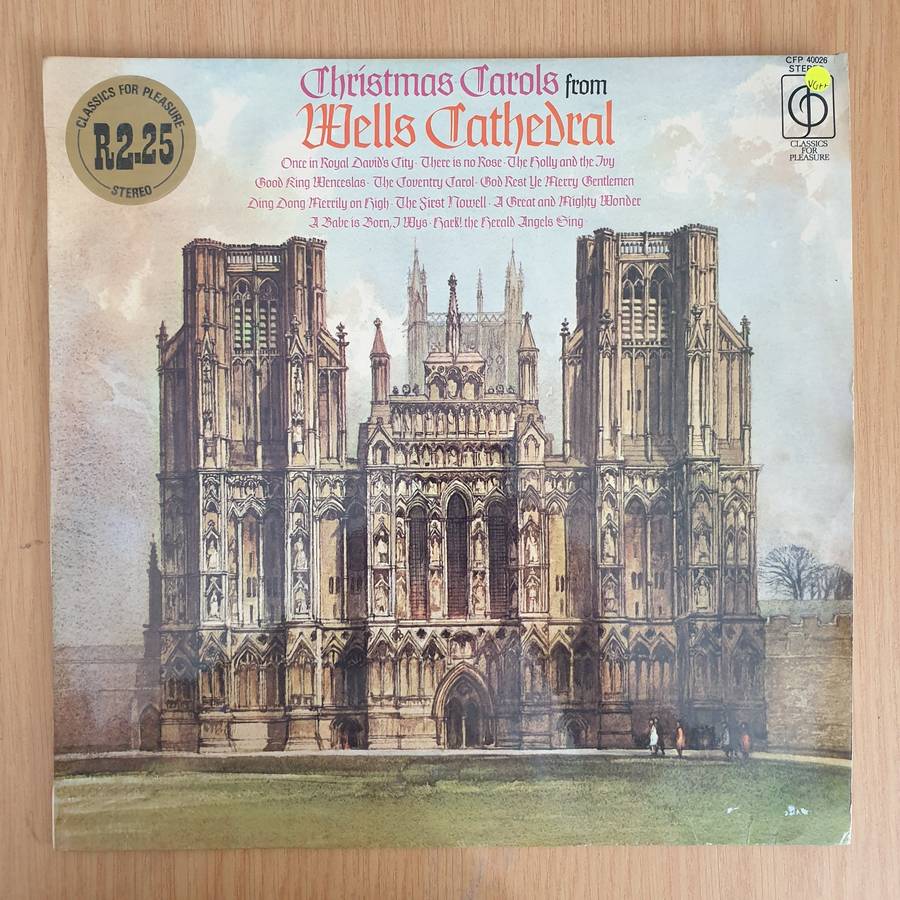 Christmas Carols from
Wells Cathedral
Once in Royal David's City · There is no Rose · The Holly and the Ivy
Good King Wenceslas · The Coventry Carol · God Rest Ye Merry Gentlemen
Ding Dong Merrily on High · The First Nowell · A Great and Mighty Wonder
A Babe is Born, I Wys · Hark! the Herald Angels Sing
CLASSICS FOR PLEASURE
R2.25
STEREO
CFP 40026
STEREO
VG++
CLASSICS
FOR
PLEASURE